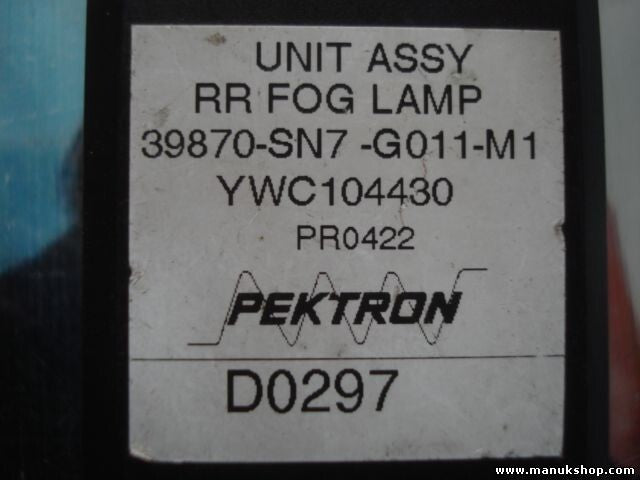 UNIT ASSY
RR FOG LAMP
39870-SN7 -G011-M1
YWC104430
PR0422
PEKTRON
D0297
www.manukshop.com